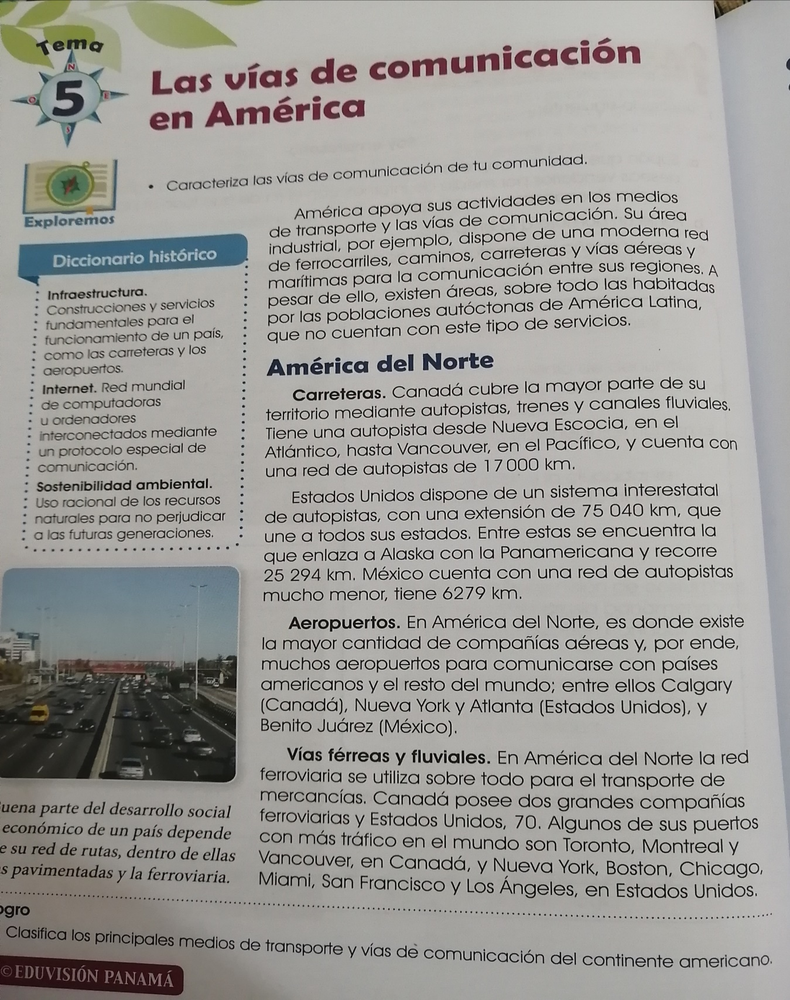 Tema
5
N
O
E
S
Las vías de comunicación
en América
Exploremos
• Caracteriza las vías de comunicación de tu comunidad.
América apoya sus actividades en los medios
de transporte y las vías de comunicación. Su área
industrial, por ejemplo, dispone de una moderna red
de ferrocarriles, caminos, carreteras y vías aéreas y
marítimas para la comunicación entre sus regiones. A
pesar de ello, existen áreas, sobre todo las habitadas
por las poblaciones autóctonas de América Latina,
que no cuentan con este tipo de servicios.
Diccionario histórico
Infraestructura.
Construcciones y servicios
fundamentales para el
funcionamiento de un país,
como las carreteras y los
aeropuertos.
Internet. Red mundial
de computadoras
u ordenadores
interconectados mediante
un protocolo especial de
comunicación.
Sostenibilidad ambiental.
Uso racional de los recursos
naturales para no perjudicar
a las futuras generaciones.
América del Norte
Carreteras. Canadá cubre la mayor parte de su
territorio mediante autopistas, trenes y canales fluviales.
Tiene una autopista desde Nueva Escocia, en el
Atlántico, hasta Vancouver, en el Pacífico, y cuenta con
una red de autopistas de 17 000 km.
Estados Unidos dispone de un sistema interestatal
de autopistas, con una extensión de 75 040 km, que
une a todos sus estados. Entre estas se encuentra la
que enlaza a Alaska con la Panamericana y recorre
25 294 km. México cuenta con una red de autopistas
mucho menor, tiene 6279 km.
Aeropuertos. En América del Norte, es donde existe
la mayor cantidad de compañías aéreas y, por ende,
muchos aeropuertos para comunicarse con países
americanos y el resto del mundo; entre ellos Calgary
(Canadá), Nueva York y Atlanta (Estados Unidos), y
Benito Juárez (México).
Vías férreas y fluviales. En América del Norte la red
ferroviaria se utiliza sobre todo para el transporte de
mercancías. Canadá posee dos grandes compañías
ferroviarias y Estados Unidos, 70. Algunos de sus puertos
con más tráfico en el mundo son Toronto, Montreal y
Vancouver, en Canadá, y Nueva York, Boston, Chicago,
Miami, San Francisco y Los Ángeles, en Estados Unidos.
uena parte del desarrollo social
económico de un país depende
e su red de rutas, dentro de ellas
s pavimentadas y la ferroviaria.
ogro
Clasifica los principales medios de transporte y vías de comunicación del continente americano.
©EDUVISIÓN PANAMÁ